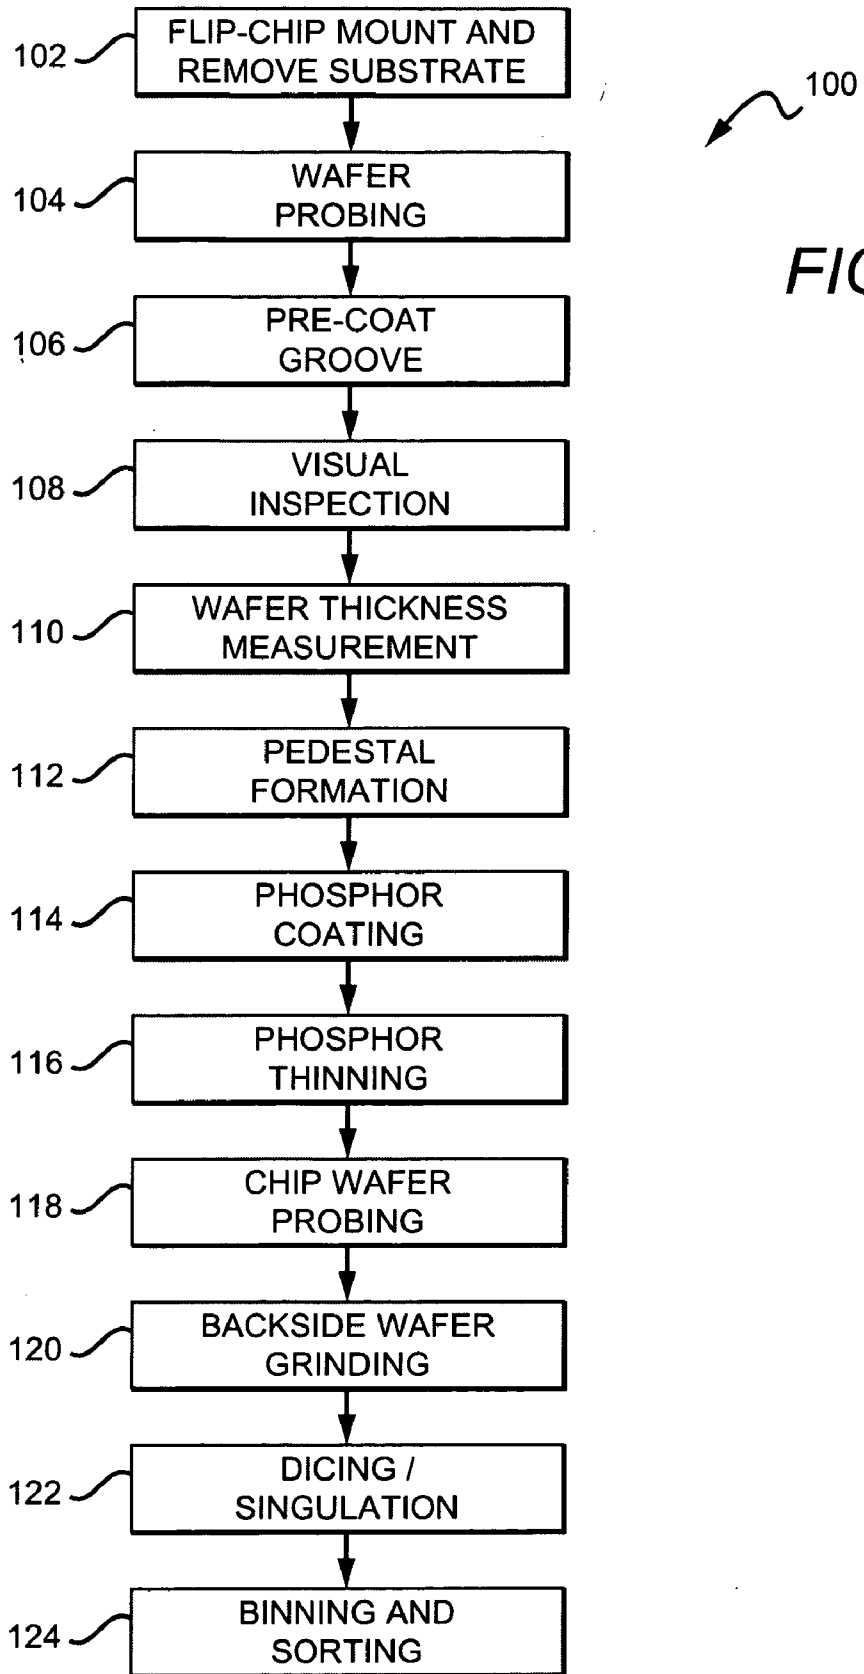 102
FLIP-CHIP MOUNT AND
REMOVE SUBSTRATE
100
104
WAFER
PROBING
106
PRE-COAT
GROOVE
108
VISUAL
INSPECTION
110
WAFER THICKNESS
MEASUREMENT
112
PEDESTAL
FORMATION
114
PHOSPHOR
COATING
116
PHOSPHOR
THINNING
118
CHIP WAFER
PROBING
120
BACKSIDE WAFER
GRINDING
122
DICING /
SINGULATION
124
BINNING AND
SORTING